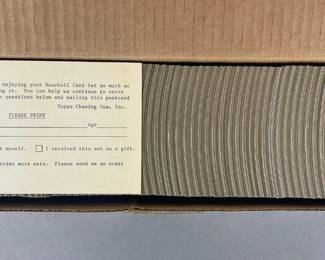 enjoying your Baseball Card Set as much as
ing it. You can help us continue to serve
e questions below and mailing this postcard
Topps Chewing Gum, Inc.
PLEASE PRINT
Age
t myself. I received this set as a gift.
order more sets. Please send me an order